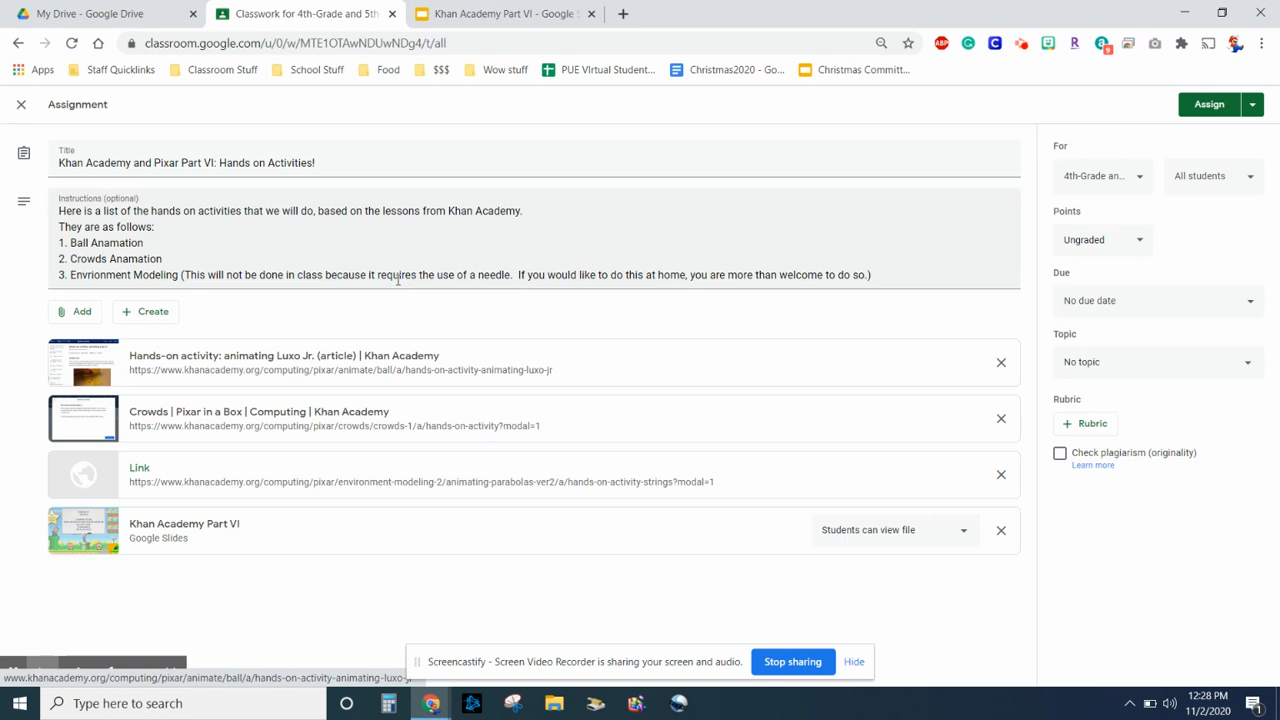 My Drive - Google Drive
Classwork for 4th-Grade and 5th
Khan Academy Part VI - Google S
classroom.google.com/u/0/w/MTE1OTAwNDUwNDg4/t/all
Apps
Staff Quicklinks
Classroom Stuff
School Stuff
Food
$$$
Wow stuff
PUE VIrtual Student...
Christmas2020 - Go...
Christmas Committ...
Assignment
Assign
Title
Khan Academy and Pixar Part VI: Hands on Activities!
Instructions (optional)
Here is a list of the hands on activities that we will do, based on the lessons from Khan Academy.
They are as follows:
1. Ball Anamation
2. Crowds Anamation
3. Envrionment Modeling (This will not be done in class because it requires the use of a needle.  If you would like to do this at home, you are more than welcome to do so.)
Add
Create
Hands-on activity: animating Luxo Jr. (article) | Khan Academy
https://www.khanacademy.org/computing/pixar/animate/ball/a/hands-on-activity-animating-luxo-jr
Crowds | Pixar in a Box | Computing | Khan Academy
https://www.khanacademy.org/computing/pixar/crowds/crowds-1/a/hands-on-activity?modal=1
Link
https://www.khanacademy.org/computing/pixar/environment-modeling-2/animating-parabolas-ver2/a/hands-on-activity-strings?modal=1
Khan Academy Part VI
Google Slides
Students can view file
For
4th-Grade an...
All students
Points
Ungraded
Due
No due date
Topic
No topic
Rubric
+ Rubric
Check plagiarism (originality)
Learn more
Screencastify - Screen Video Recorder is sharing your screen and audio.
Stop sharing
Hide
www.khanacademy.org/computing/pixar/animate/ball/a/hands-on-activity-animating-luxo-jr
Type here to search
12:28 PM
11/2/2020